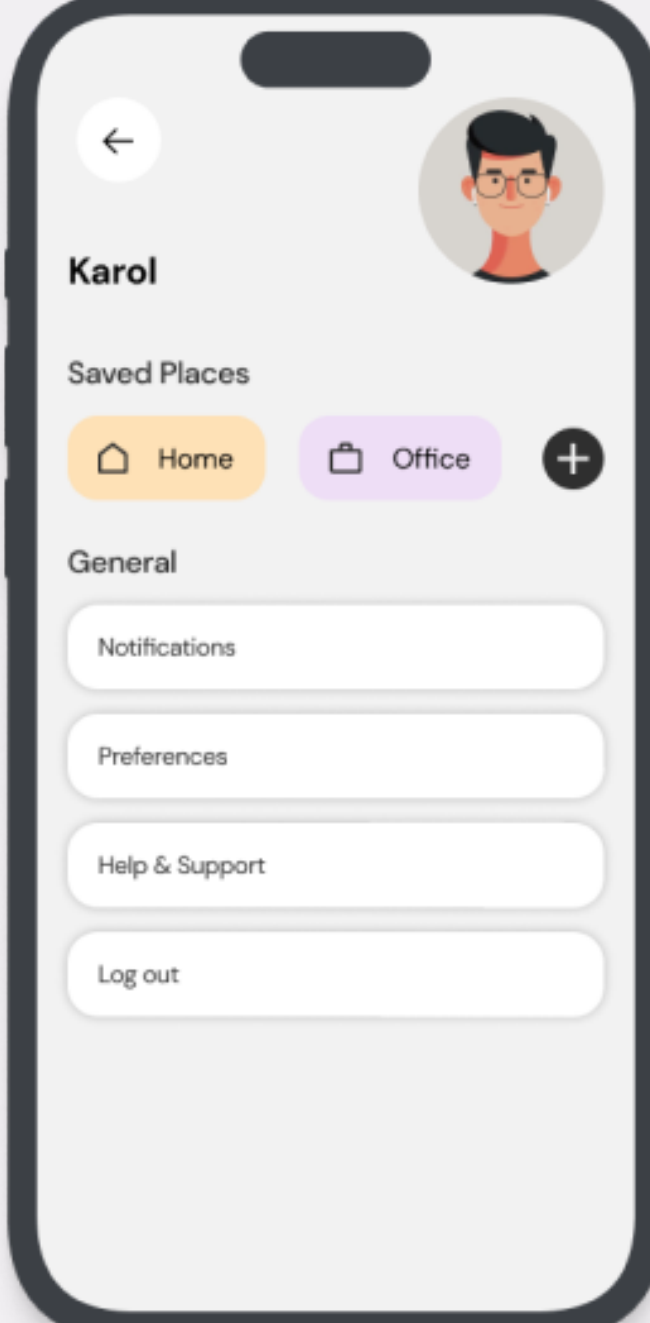 Karol
Saved Places
Home
Office
General
Notifications
Preferences
Help & Support
Log out